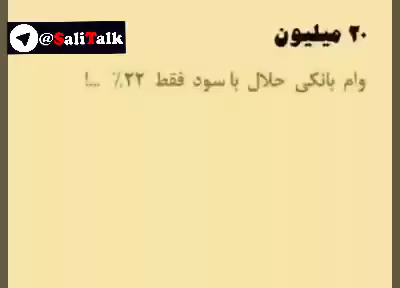 @SaliTalk
۲۰ میلیون
وام بانکی حلال با سود فقط ۲۲٪ ...!